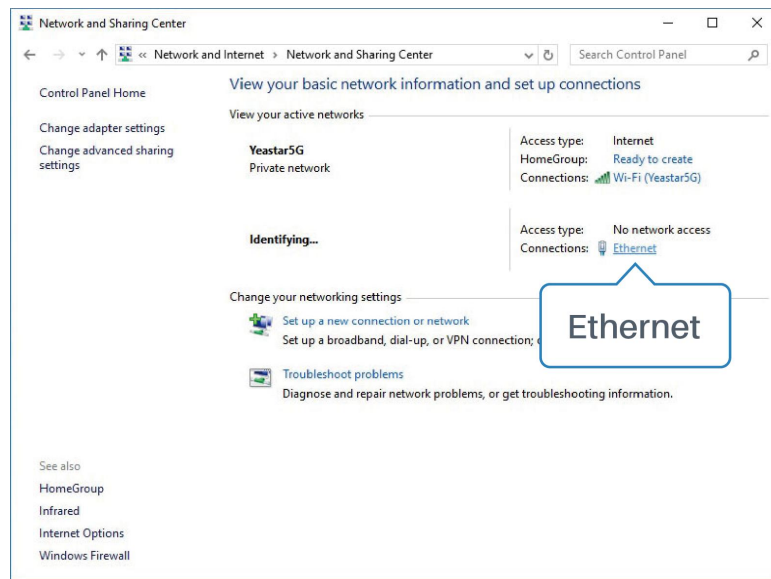 Network and Sharing Center
« Network and Internet › Network and Sharing Center
Search Control Panel
Control Panel Home
Change adapter settings
Change advanced sharing
settings
View your basic network information and set up connections
View your active networks
Yeastar5G
Private network
Access type: Internet
HomeGroup: Ready to create
Connections: Wi-Fi (Yeastar5G)
Identifying...
Access type: No network access
Connections: Ethernet
Ethernet
Change your networking settings
Set up a new connection or network
Set up a broadband, dial-up, or VPN connection;
Troubleshoot problems
Diagnose and repair network problems, or get troubleshooting information.
See also
HomeGroup
Infrared
Internet Options
Windows Firewall